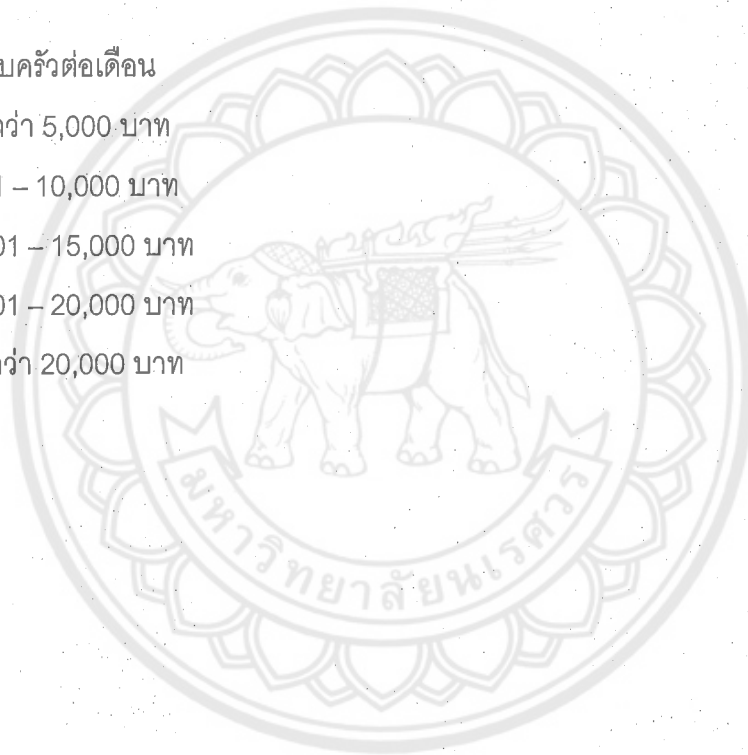 บครัวต่อเดือน
ว่า 5,000 บาท
– 10,000 บาท
01 – 15,000 บาท
01 – 20,000 บาท
ว่า 20,000 บาท
มหาวิทยาลัยนเรศวร